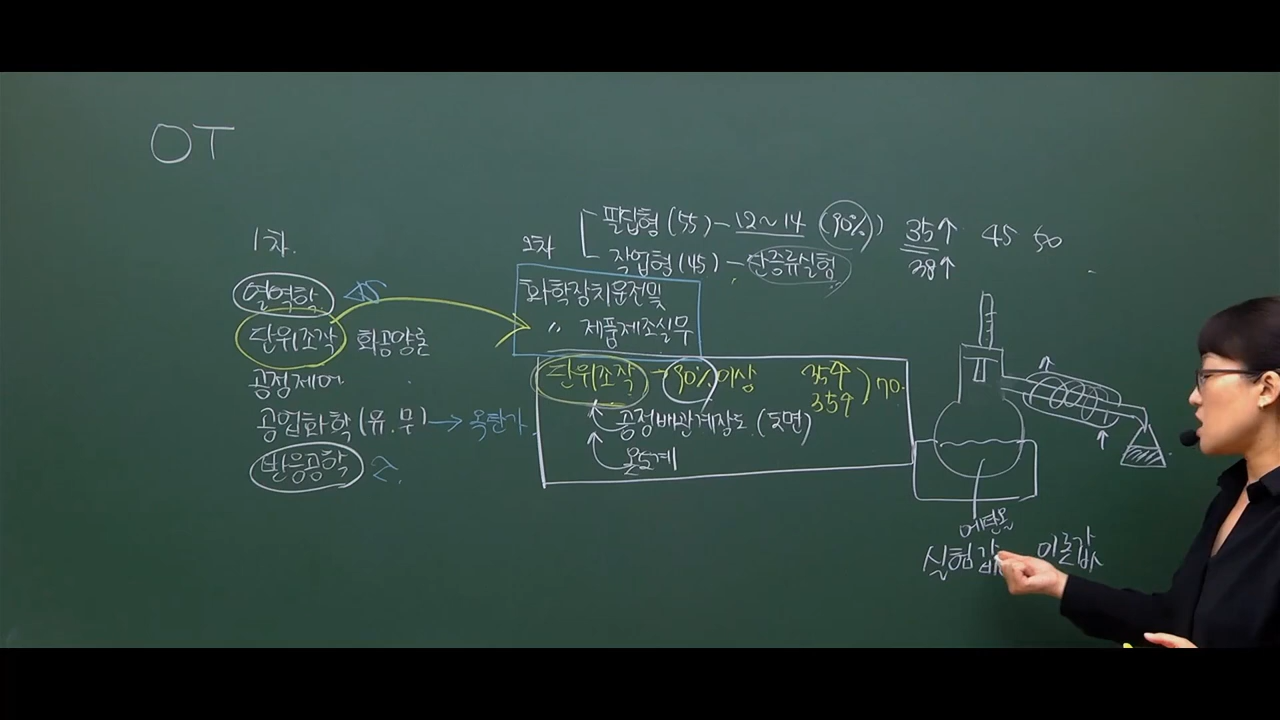 OT
1차.
열역학 ΔS
단위조작 화공양론
공정제어
공업화학 (유.무) → 옥탄가
반응공학
2차
필답형 (55) - 12~14 (90%) 35↑ 45 50
작업형 (45) - 단증류실험 38↑
화학장치운전및
〃 제품제조실무
단위조작 - 90% 이상 35↑ 35↑ 70.
공정배관계장도. (도면)
온도계
에탄올
실험값 이론값